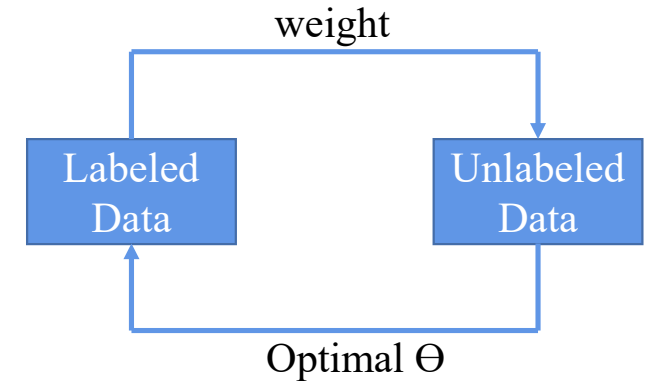 weight
Labeled
Data
Unlabeled
Data
Optimal Θ